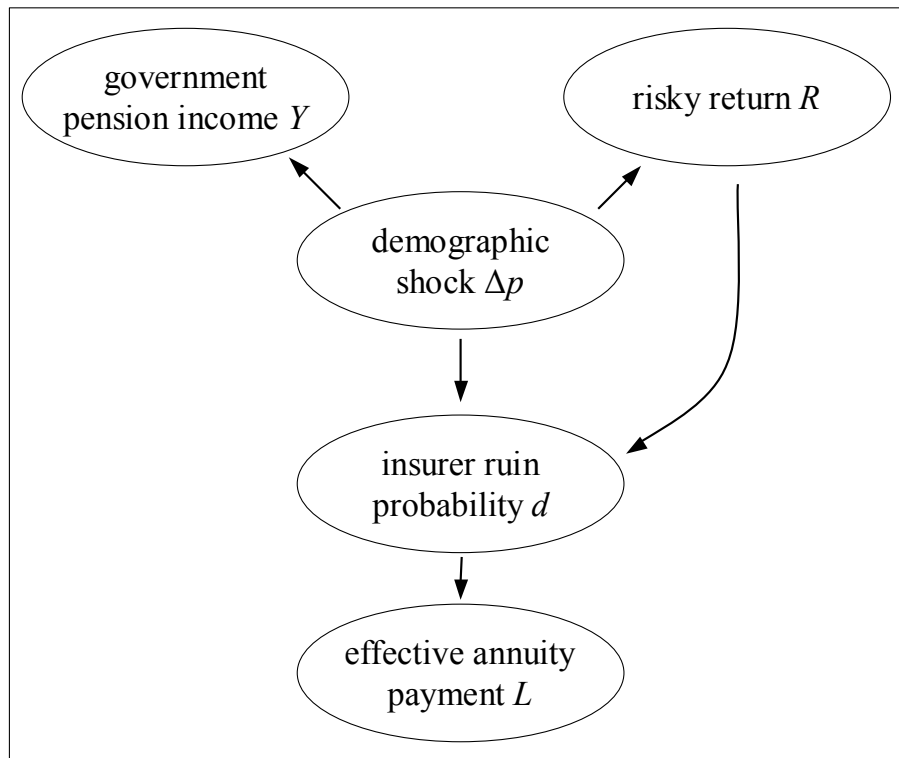 government
pension income Y
risky return R
demographic
shock Δp
insurer ruin
probability d
effective annuity
payment L